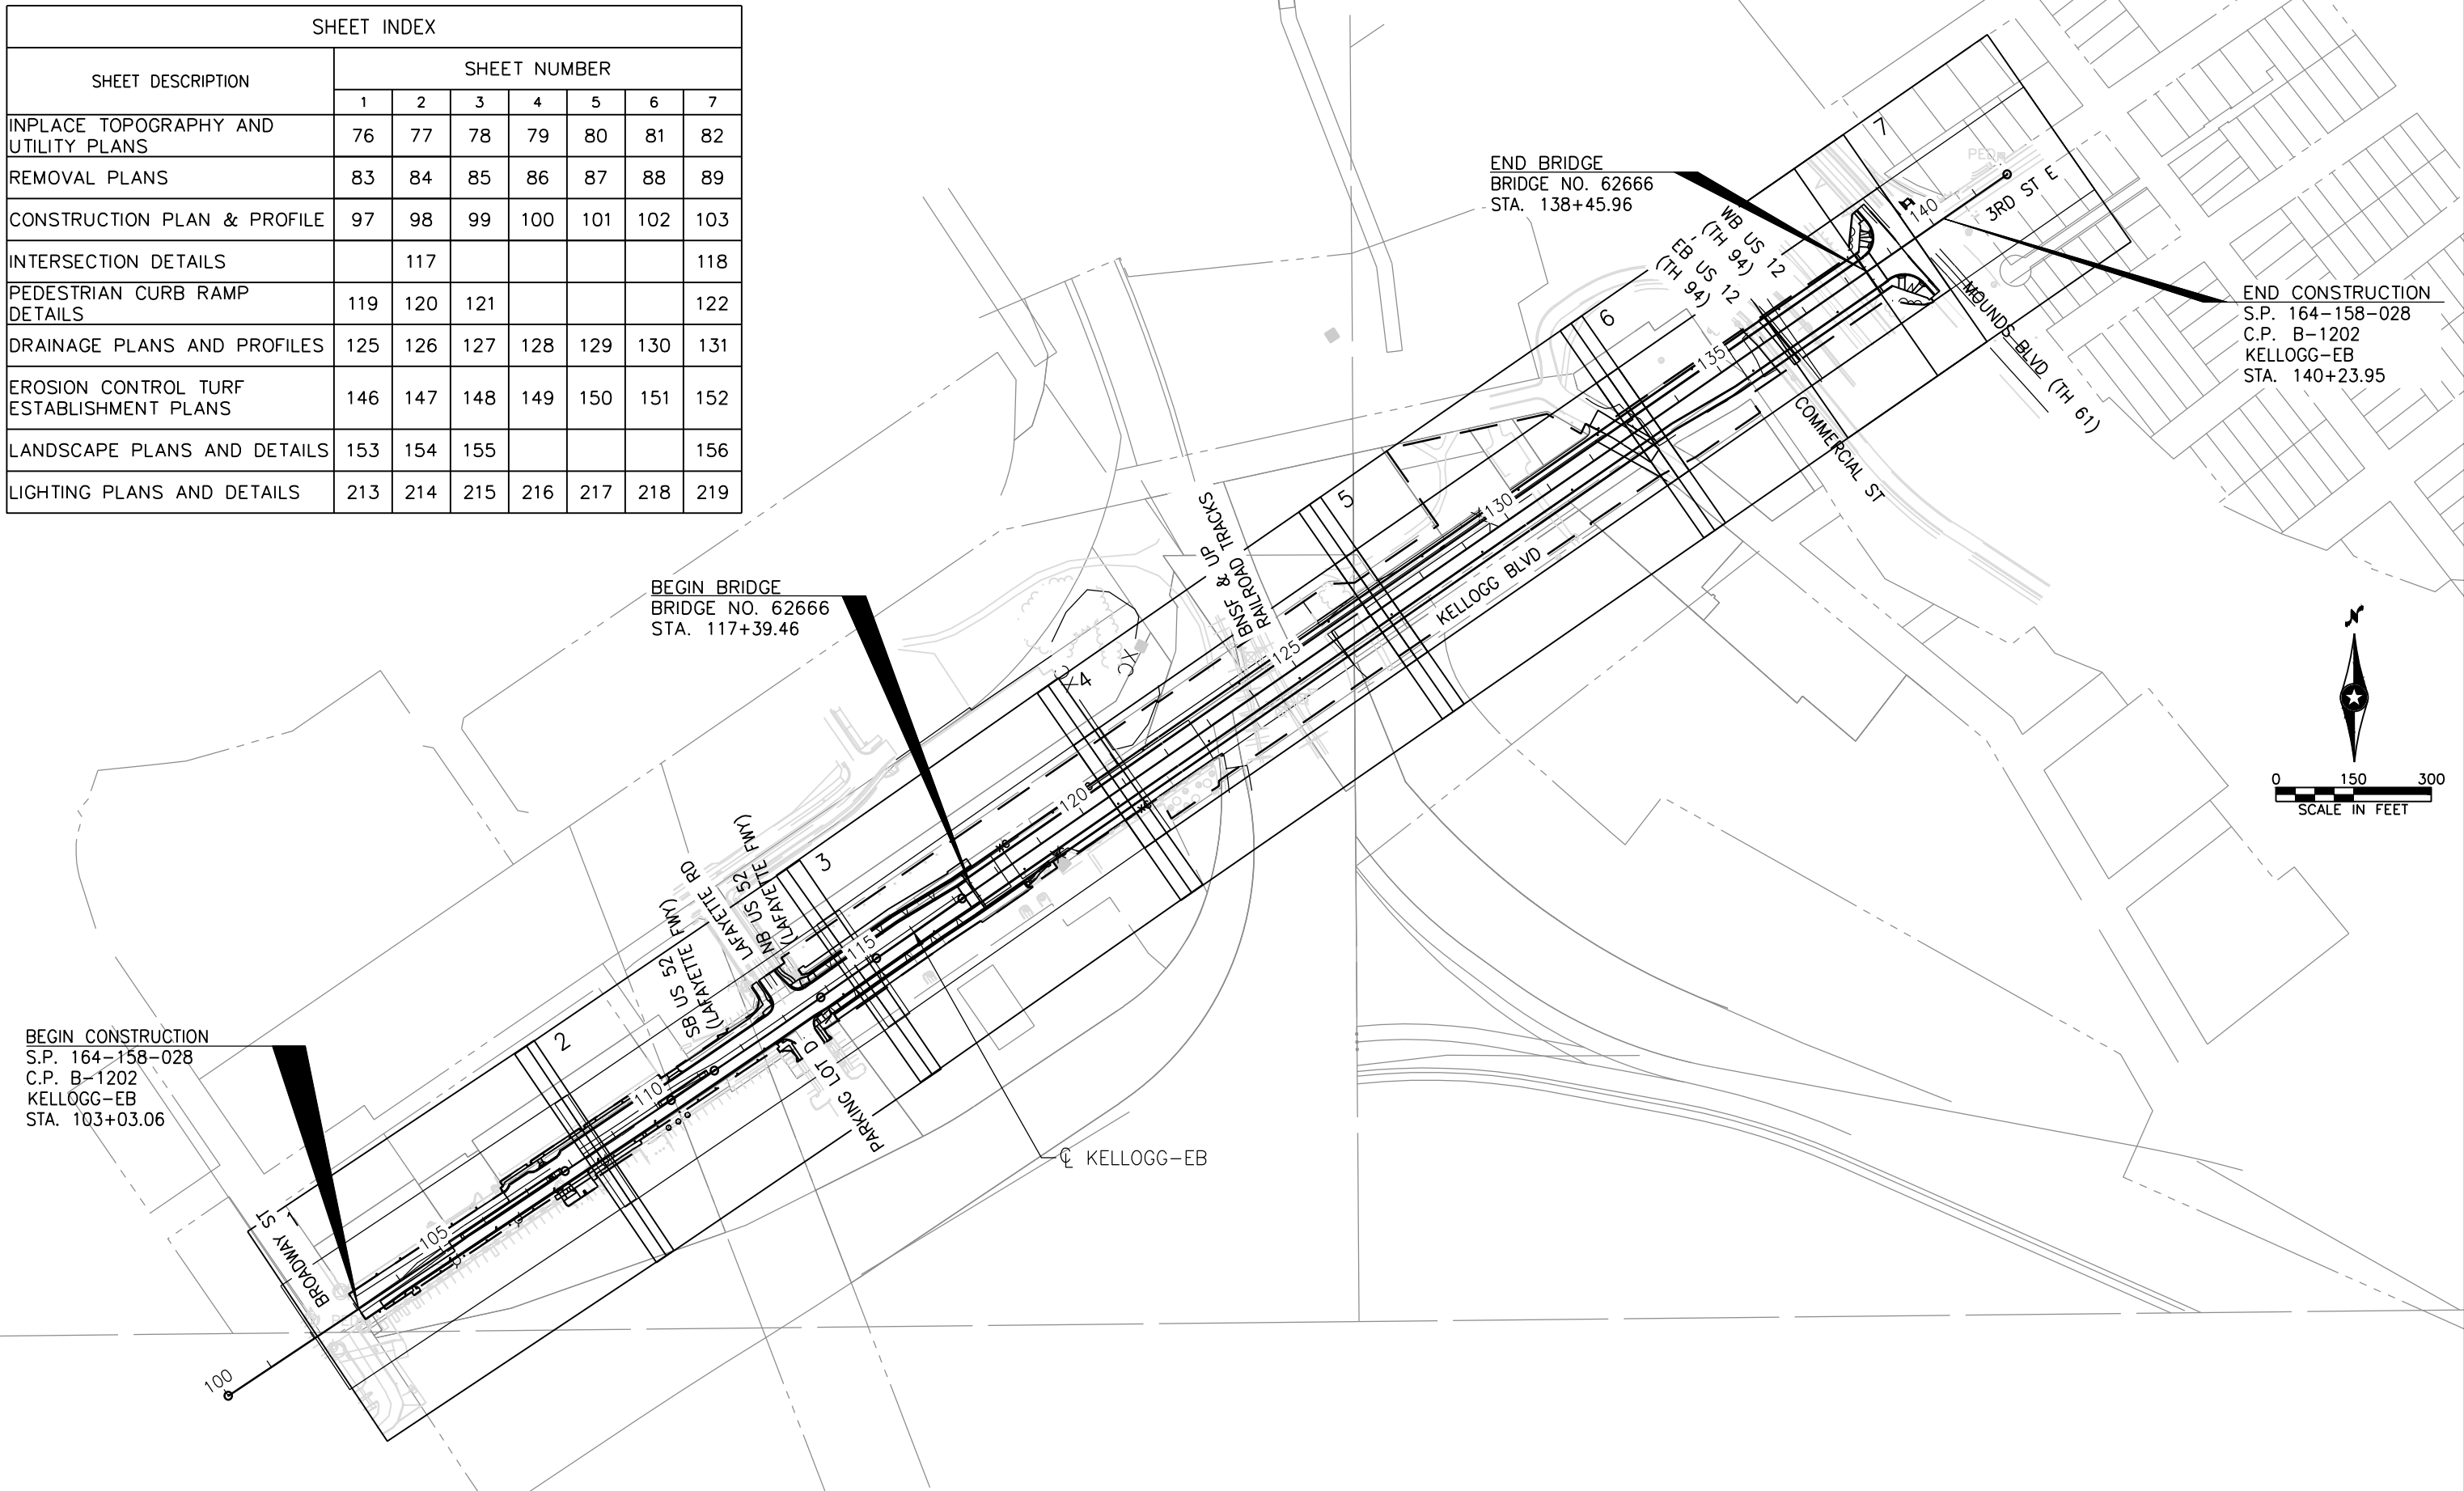 SHEET INDEX
SHEET DESCRIPTION
SHEET NUMBER
1 2 3 4 5 6 7
INPLACE TOPOGRAPHY AND
UTILITY PLANS
76 77 78 79 80 81 82
REMOVAL PLANS 83 84 85 86 87 88 89
CONSTRUCTION PLAN & PROFILE 97 98 99 100 101 102 103
INTERSECTION DETAILS 117 118
PEDESTRIAN CURB RAMP
DETAILS
119 120 121 122
DRAINAGE PLANS AND PROFILES 125 126 127 128 129 130 131
EROSION CONTROL TURF
ESTABLISHMENT PLANS
146 147 148 149 150 151 152
LANDSCAPE PLANS AND DETAILS 153 154 155 156
LIGHTING PLANS AND DETAILS 213 214 215 216 217 218 219
END BRIDGE
BRIDGE NO. 62666
STA. 138+45.96
WB US 12
(TH 94)
EB US 12
(TH 94)
7
PED
140
3RD ST E
MOUNDS BLVD (TH 61)
END CONSTRUCTION
S.P. 164-158-028
C.P. B-1202
KELLOGG-EB
STA. 140+23.95
6
135
COMMERCIAL ST
5
130
KELLOGG BLVD
BNSF & UP
RAILROAD TRACKS
125
XC
4
120
BEGIN BRIDGE
BRIDGE NO. 62666
STA. 117+39.46
3
115
LAFAYETTE RD
NB US 52
(LAFAYETTE FWY)
SB US 52
(LAFAYETTE FWY)
PARKING LOT D
2
110
℄ KELLOGG-EB
BEGIN CONSTRUCTION
S.P. 164-158-028
C.P. B-1202
KELLOGG-EB
STA. 103+03.06
1
BROADWAY ST
105
100
N
0 150 300
SCALE IN FEET